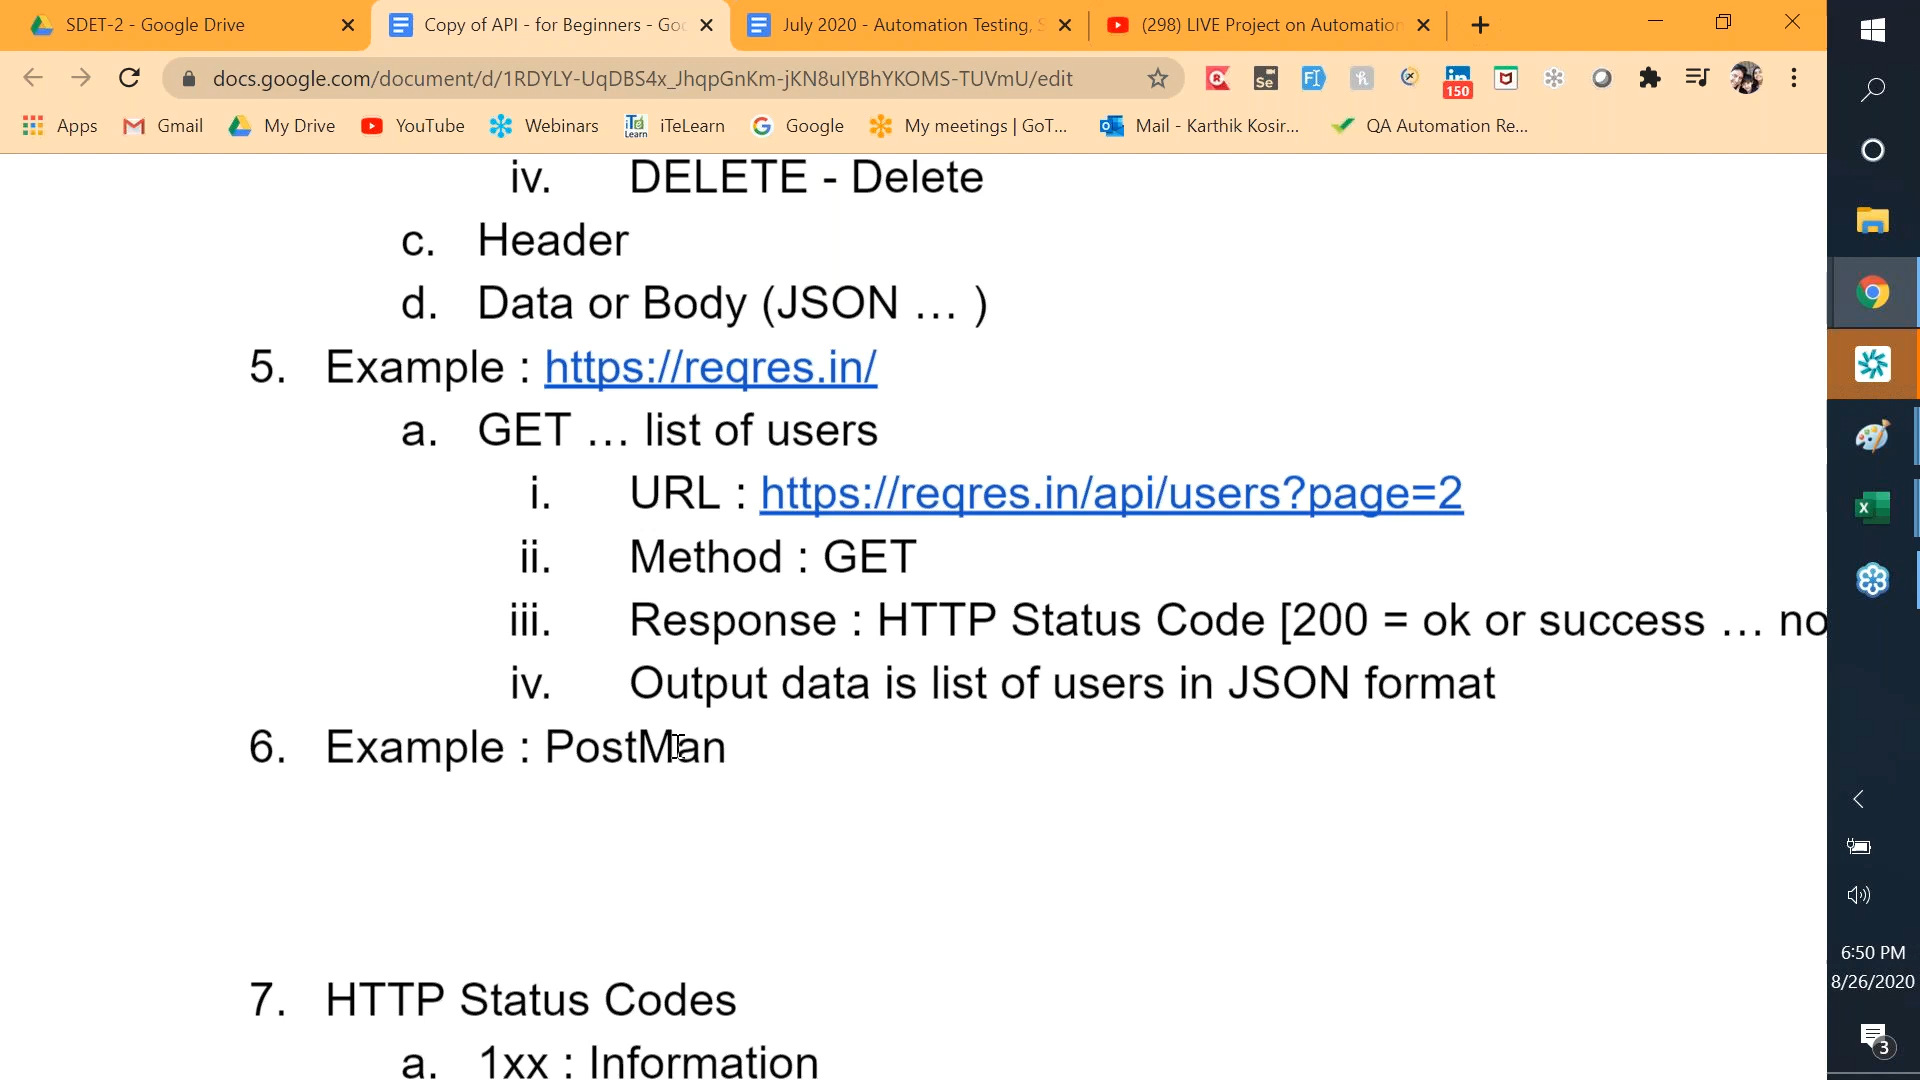 SDET-2 - Google Drive
Copy of API - for Beginners - Goo
July 2020 - Automation Testing, S
(298) LIVE Project on Automation
docs.google.com/document/d/1RDYLY-UqDBS4x_JhqpGnKm-jKN8uIYBhYKOMS-TUVmU/edit
Se
150
Apps
Gmail
My Drive
YouTube
Webinars
iTeLearn
Google
My meetings | GoT...
Mail - Karthik Kosir...
QA Automation Re...
iv. DELETE - Delete
c. Header
d. Data or Body (JSON … )
5. Example : https://reqres.in/
a. GET … list of users
i. URL : https://reqres.in/api/users?page=2
ii. Method : GET
iii. Response : HTTP Status Code [200 = ok or success … no
iv. Output data is list of users in JSON format
6. Example : PostMan
7. HTTP Status Codes
a. 1xx : Information
6:50 PM
8/26/2020
3